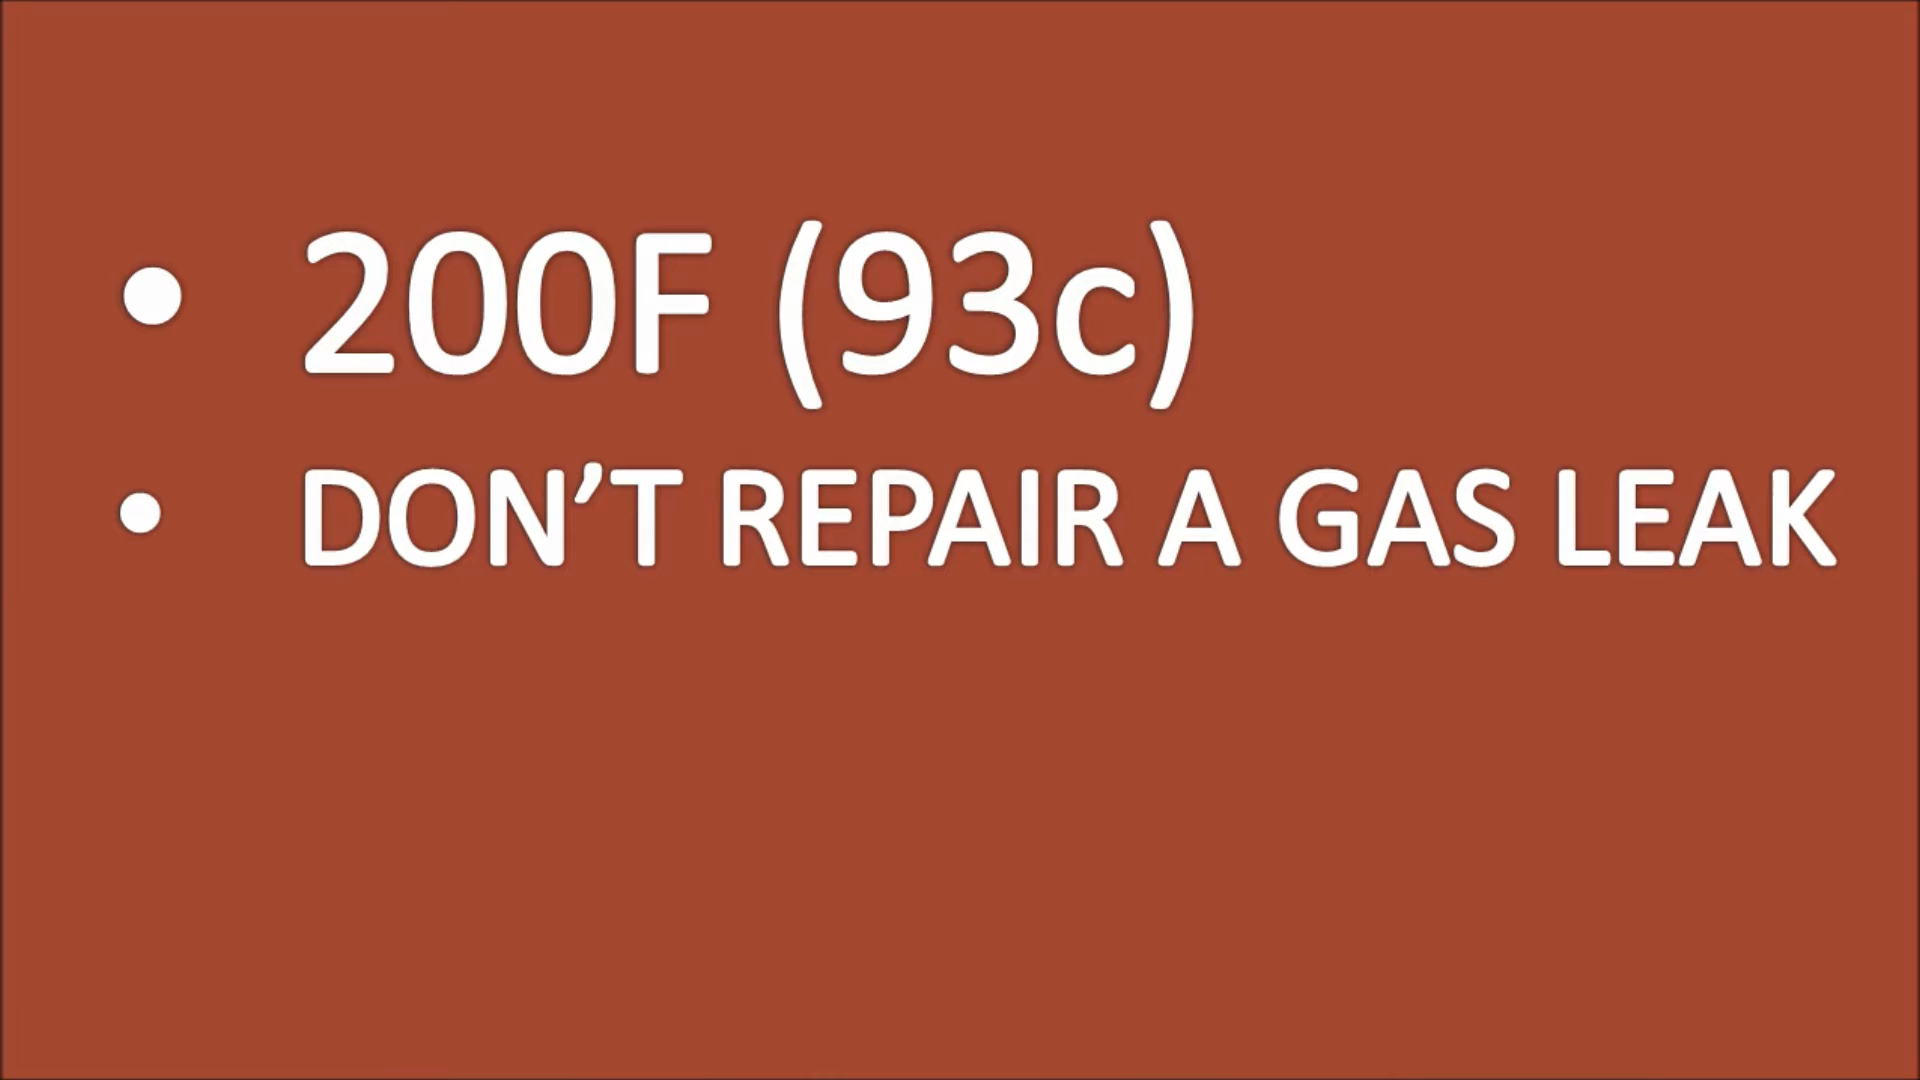 • 200F (93c)
• DON’T REPAIR A GAS LEAK